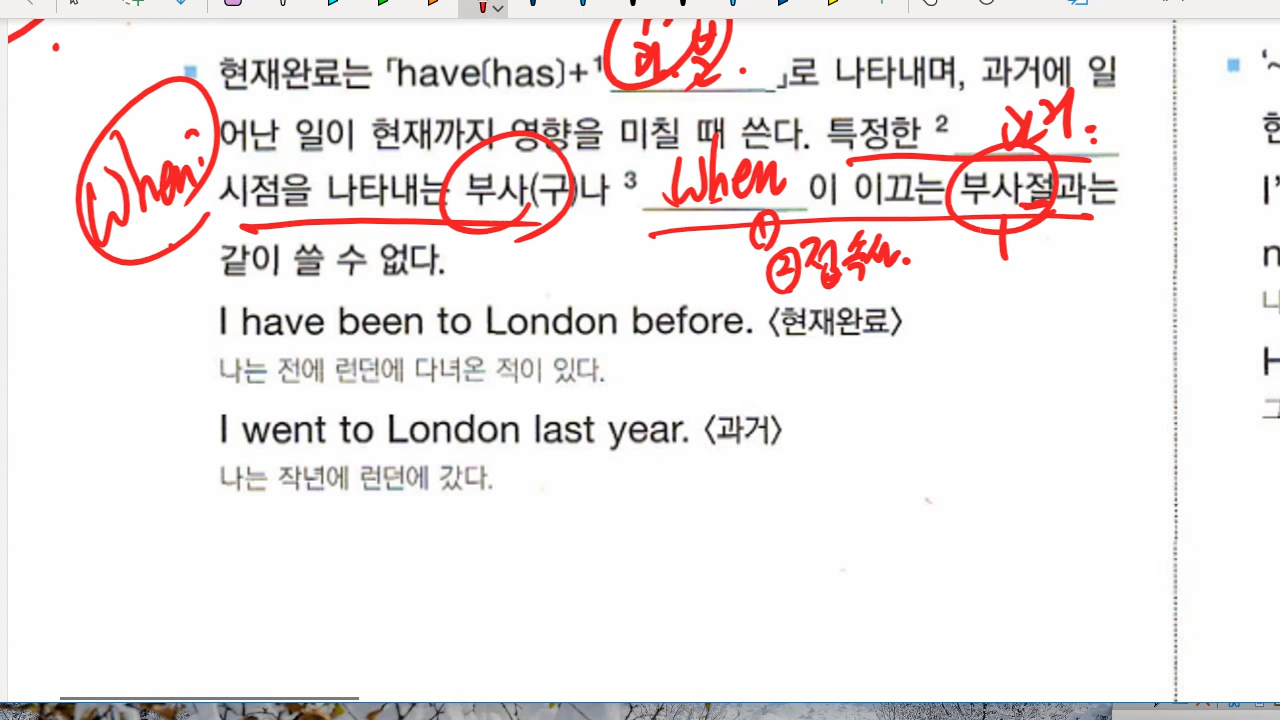 현재완료는 「have(has)+¹ 」로 나타내며, 과거에 일
어난 일이 현재까지 영향을 미칠 때 쓴다. 특정한 ² 과거
When
시점을 나타내는 부사(구)나 ³ When 이 이끄는 부사절과는
① ② 접속사.
같이 쓸 수 없다.
I have been to London before. 〈현재완료〉
나는 전에 런던에 다녀온 적이 있다.
I went to London last year. 〈과거〉
나는 작년에 런던에 갔다.